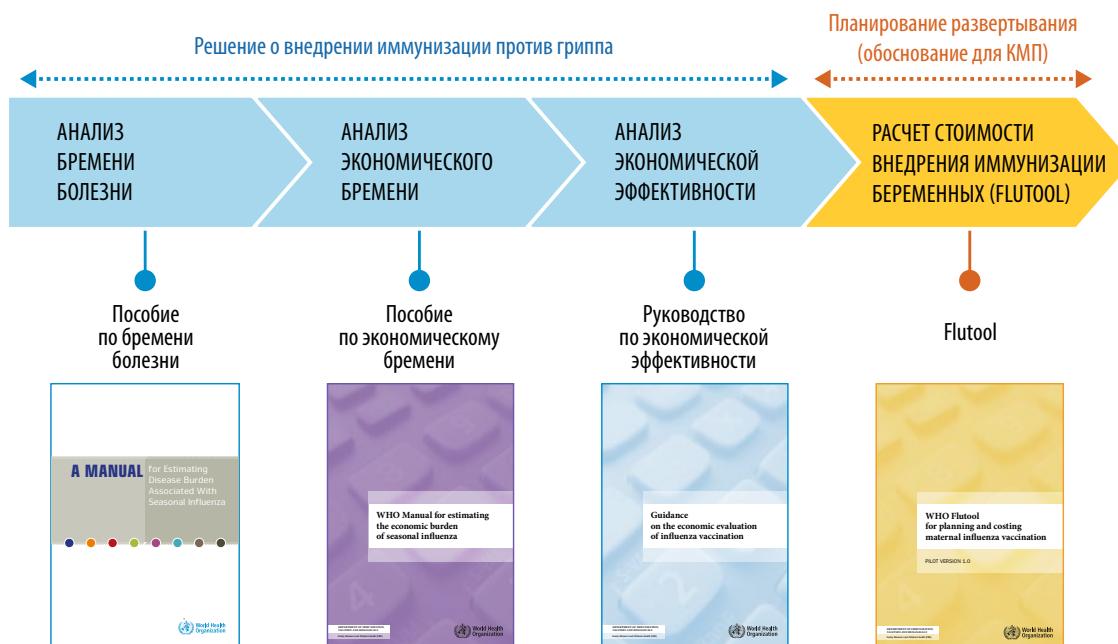 Решение о внедрении иммунизации против гриппа
Планирование развертывания
(обоснование для КМП)
АНАЛИЗ
БРЕМЕНИ
БОЛЕЗНИ
АНАЛИЗ
ЭКОНОМИЧЕСКОГО
БРЕМЕНИ
АНАЛИЗ
ЭКОНОМИЧЕСКОЙ
ЭФФЕКТИВНОСТИ
РАСЧЕТ СТОИМОСТИ
ВНЕДРЕНИЯ ИММУНИЗАЦИИ
БЕРЕМЕННЫХ (FLUTOOL)
Пособие
по бремени
болезни
Пособие
по экономическому
бремени
Руководство
по экономической
эффективности
Flutool
A MANUAL
for Estimating
Disease Burden
Associated With
Seasonal Influenza
World Health
Organization
WHO Manual for estimating
the economic burden
of seasonal influenza
World Health
Organization
Guidance
on the economic evaluation
of influenza vaccination
World Health
Organization
WHO Flutool
for planning and costing
maternal influenza vaccination
PILOT VERSION 1.0
World Health
Organization